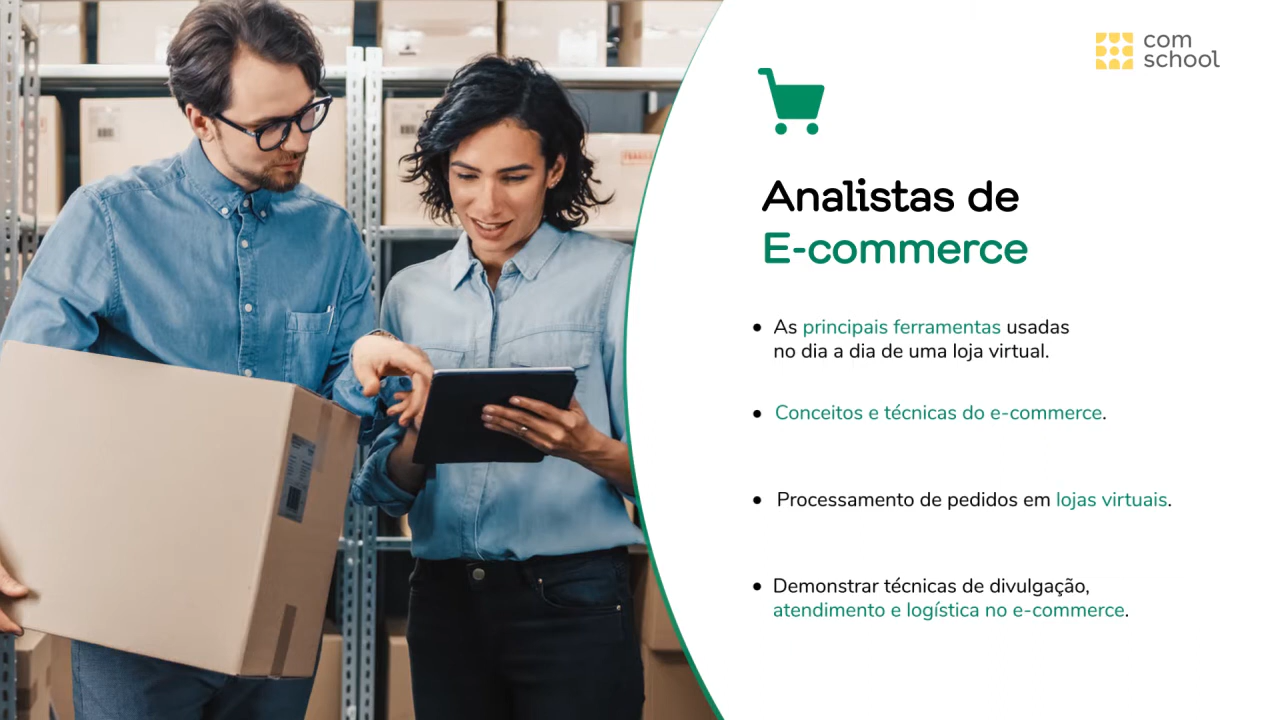 com
school
Analistas de
E-commerce
• As principais ferramentas usadas
no dia a dia de uma loja virtual.
• Conceitos e técnicas do e-commerce.
• Processamento de pedidos em lojas virtuais.
• Demonstrar técnicas de divulgação,
atendimento e logística no e-commerce.